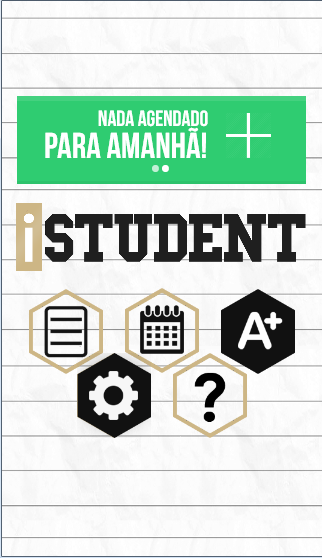 NADA AGENDADO
PARA AMANHÃ!
iSTUDENT
A+
?